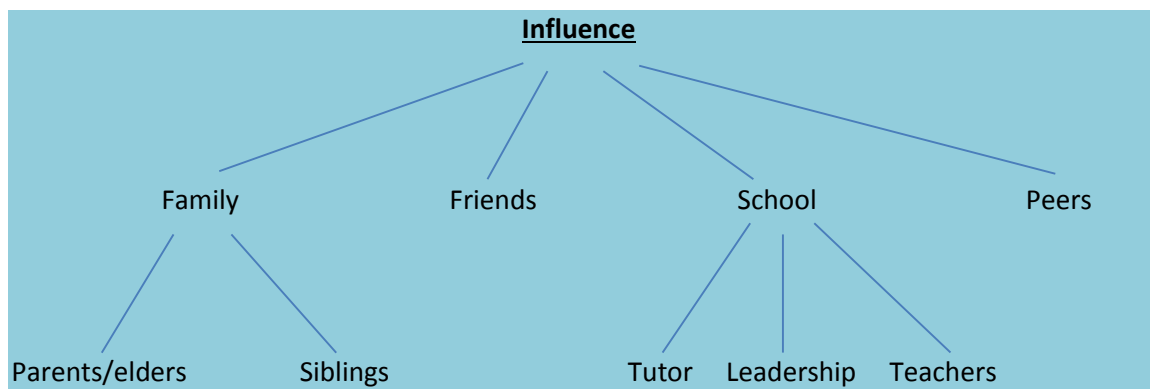 Influence
Family Friends School Peers
Parents/elders Siblings Tutor Leadership Teachers